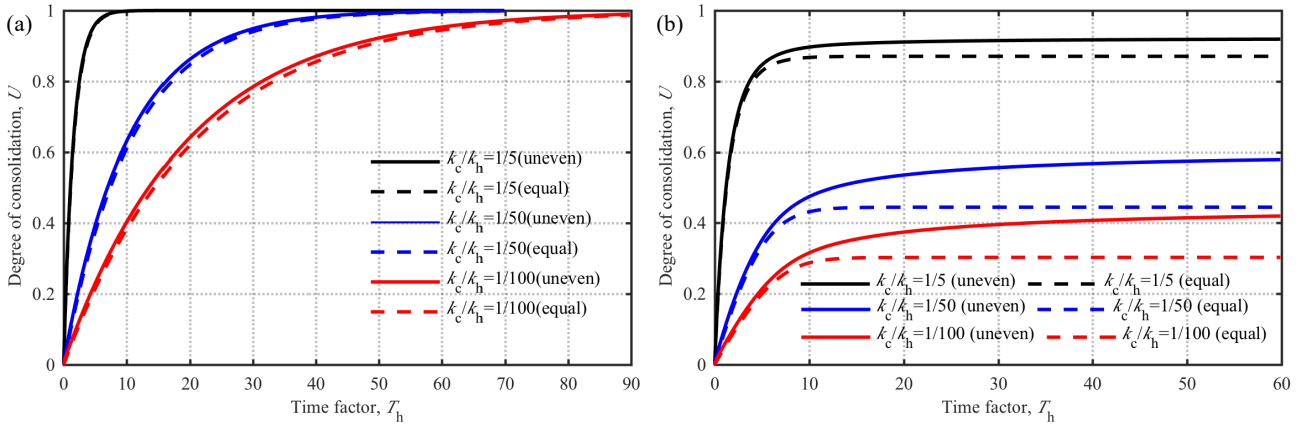 (a)
Degree of consolidation, U
1
0.8
0.6
0.4
0.2
0
0 10 20 30 40 50 60 70 80 90
Time factor, Th
kc/kh=1/5(uneven)
kc/kh=1/5(equal)
kc/kh=1/50(uneven)
kc/kh=1/50(equal)
kc/kh=1/100(uneven)
kc/kh=1/100(equal)
(b)
Degree of consolidation, U
1
0.8
0.6
0.4
0.2
0
0 10 20 30 40 50 60
Time factor, Th
kc/kh=1/5 (uneven) kc/kh=1/5 (equal)
kc/kh=1/50 (uneven) kc/kh=1/50 (equal)
kc/kh=1/100 (uneven) kc/kh=1/100 (equal)